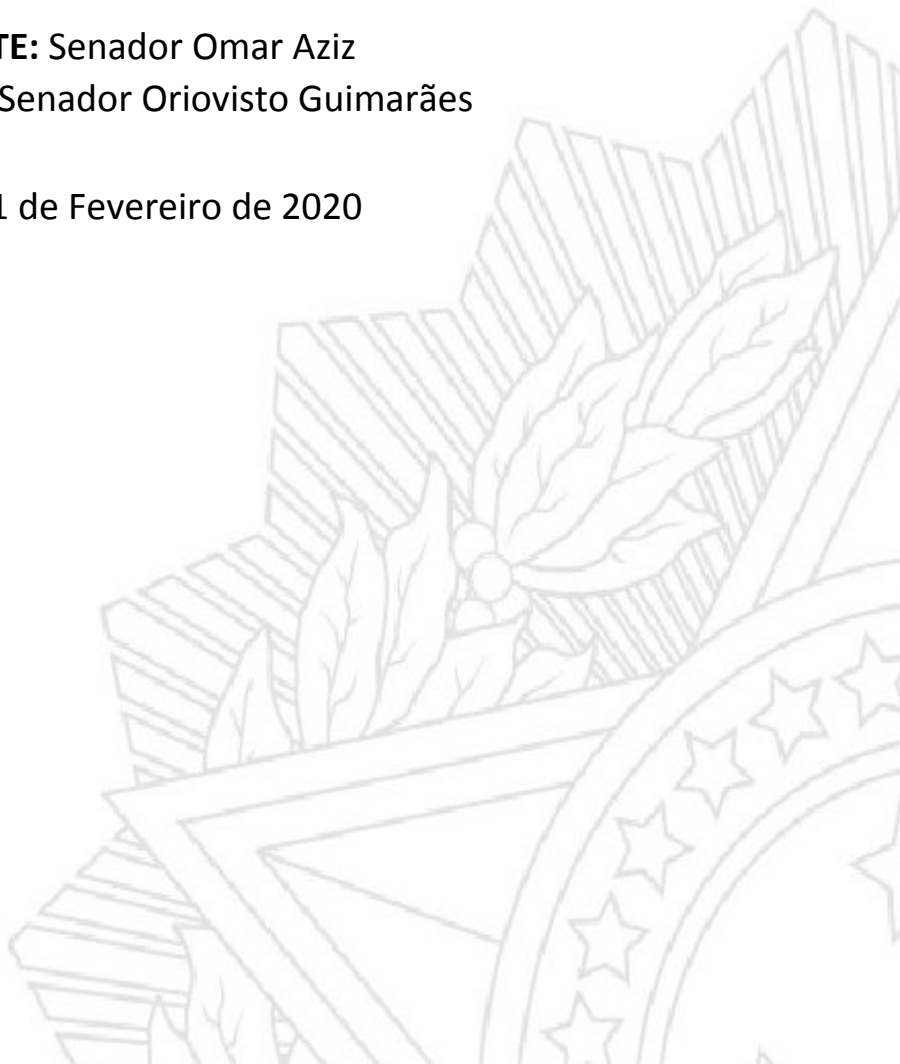 TE: Senador Omar Aziz
Senador Oriovisto Guimarães
1 de Fevereiro de 2020